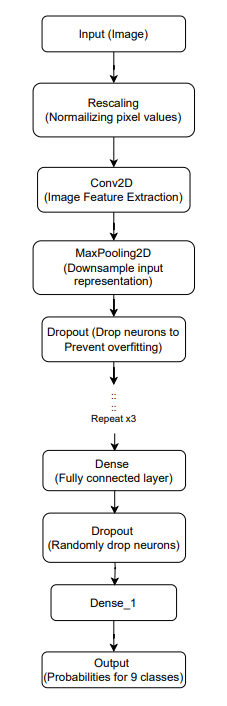 Input (Image)
Rescaling
(Normailizing pixel values)
Conv2D
(Image Feature Extraction)
MaxPooling2D
(Downsample input
representation)
Dropout (Drop neurons to
Prevent overfitting)
::
::
Repeat x3
Dense
(Fully connected layer)
Dropout
(Randomly drop neurons)
Dense_1
Output
(Probabilities for 9 classes)